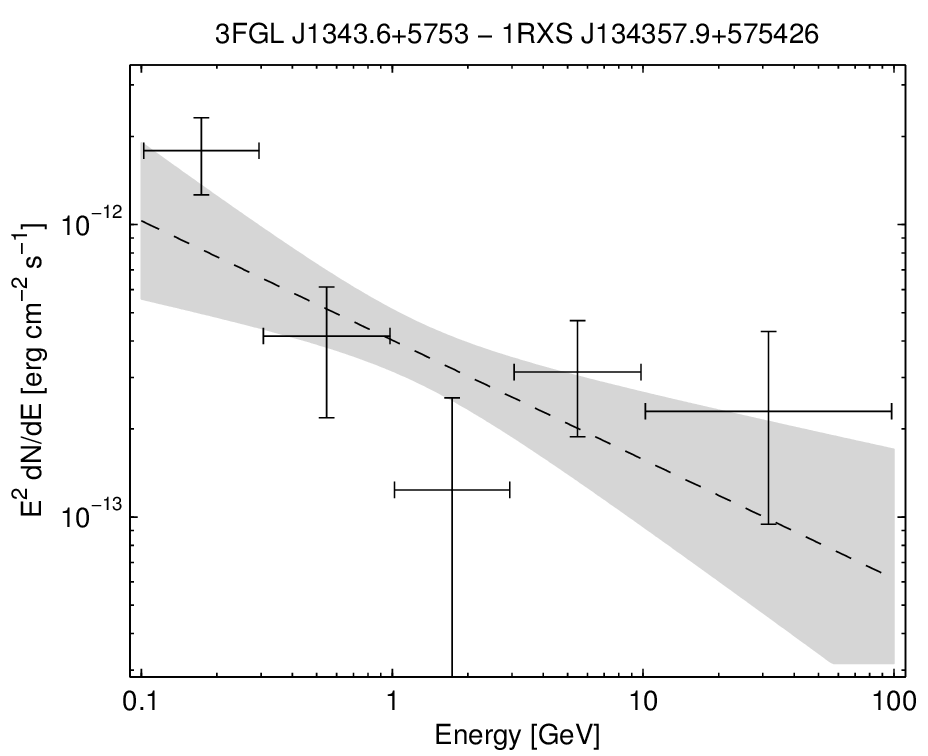 3FGL J1343.6+5753 − 1RXS J134357.9+575426
E² dN/dE [erg cm⁻² s⁻¹]
10⁻¹²
10⁻¹³
0.1 1 10 100
Energy [GeV]